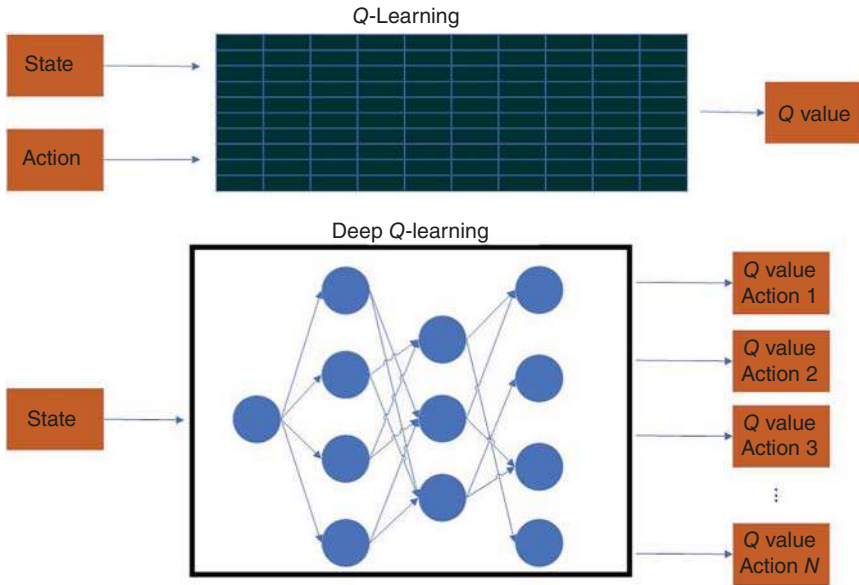 Q-Learning
State
Action
Q value
Deep Q-learning
State
Q value
Action 1
Q value
Action 2
Q value
Action 3
⋮
Q value
Action N